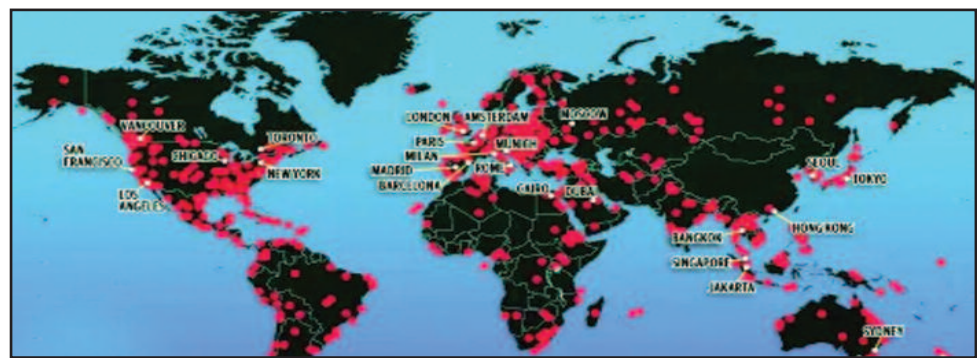 VANCOUVER
SAN
FRANCISCO
CHICAGO
TORONTO
NEW YORK
LOS
ANGELES
LONDON
AMSTERDAM
MOSCOW
PARIS
MUNICH
MILAN
MADRID
ROME
BARCELONA
CAIRO
DUBAI
SEOUL
TOKYO
HONG KONG
BANGKOK
SINGAPORE
JAKARTA
SYDNEY